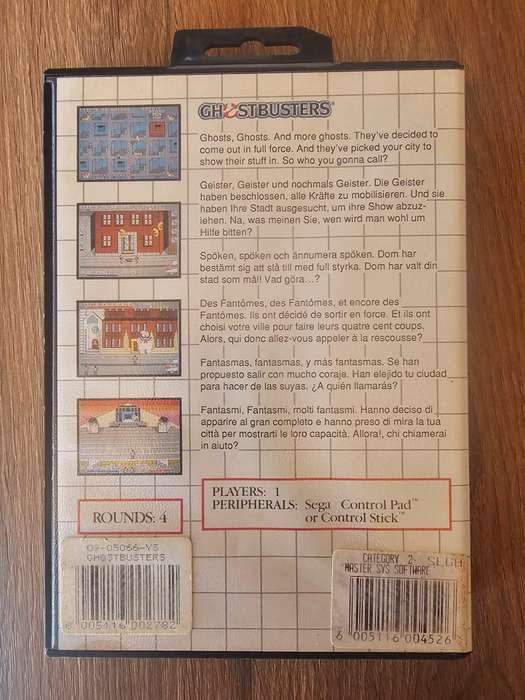 GHOSTBUSTERS
Ghosts, Ghosts. And more ghosts. They've decided to
come out in full force. And they've picked your city to
show their stuff in. So who you gonna call?
Geister, Geister und nochmals Geister. Die Geister
haben beschlossen, alle Kräfte zu mobilisieren. Und sie
haben Ihre Stadt ausgesucht, um ihre Show abzuz-
iehen. Na, was meinen Sie, wen wird man wohl um
Hilfe bitten?
Spöken, spöken och ännumera spöken. Dom har
bestämt sig att slå till med full styrka. Dom har valt din
stad som mål! Vad göra...?
Des Fantômes, des Fantômes, et encore des
Fantômes. Ils ont décidé de sortir en force. Et ils ont
choisi votre ville pour faire leurs quatre cent coups.
Alors, qui donc allez-vous appeler à la rescousse?
Fantasmas, fantasmas, y más fantasmas. Se han
propuesto salir con mucho coraje. Han elejido tu ciudad
para hacer de las suyas. ¿A quién llamarás?
Fantasmi, Fantasmi, molti fantasmi. Hanno deciso di
apparire al gran completo e hanno preso di mira la tua
città per mostrarti le loro capacità. Allora!, chi chiamerai
in aiuto?
ROUNDS: 4
PLAYERS: 1
PERIPHERALS: Sega Control Pad™
or Control Stick™
09-05066-VS
GHOSTBUSTERS
6 005116 002782
CATEGORY 2 SEGA
MASTER SYS SOFTWARE
6 005116 004526